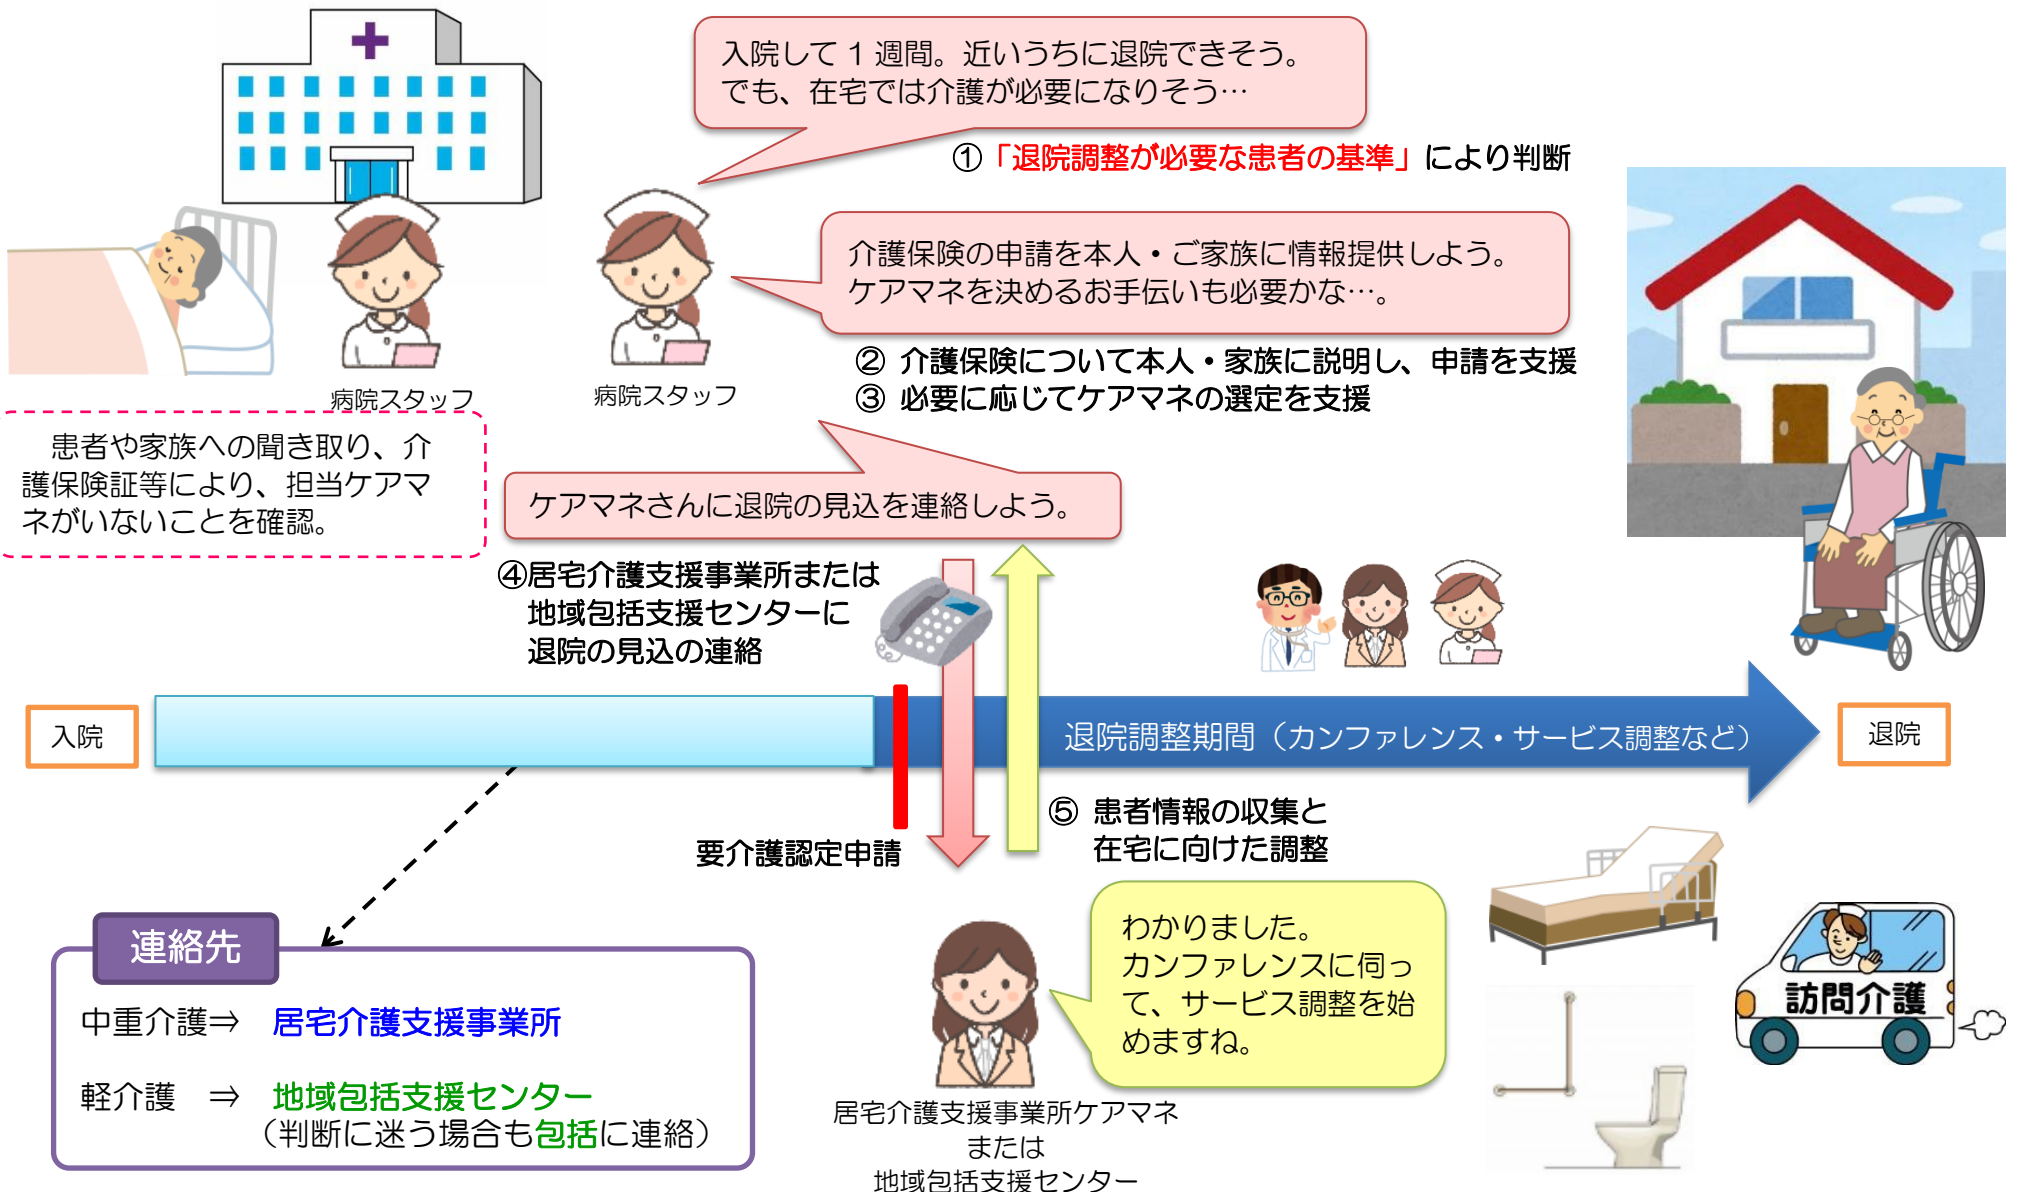 入院して１週間。近いうちに退院できそう。
でも、在宅では介護が必要になりそう…
①「退院調整が必要な患者の基準」により判断
介護保険の申請を本人・ご家族に情報提供しよう。
ケアマネを決めるお手伝いも必要かな…。
② 介護保険について本人・家族に説明し、申請を支援
③ 必要に応じてケアマネの選定を支援
病院スタッフ
病院スタッフ
患者や家族への聞き取り、介
護保険証等により、担当ケアマ
ネがいないことを確認。
ケアマネさんに退院の見込を連絡しよう。
④居宅介護支援事業所または
地域包括支援センターに
退院の見込の連絡
入院
退院調整期間（カンファレンス・サービス調整など）
退院
要介護認定申請
⑤ 患者情報の収集と
在宅に向けた調整
連絡先
中重介護⇒ 居宅介護支援事業所
軽介護 ⇒ 地域包括支援センター
（判断に迷う場合も包括に連絡）
わかりました。
カンファレンスに伺っ
て、サービス調整を始
めますね。
居宅介護支援事業所ケアマネ
または
地域包括支援センター
訪問介護